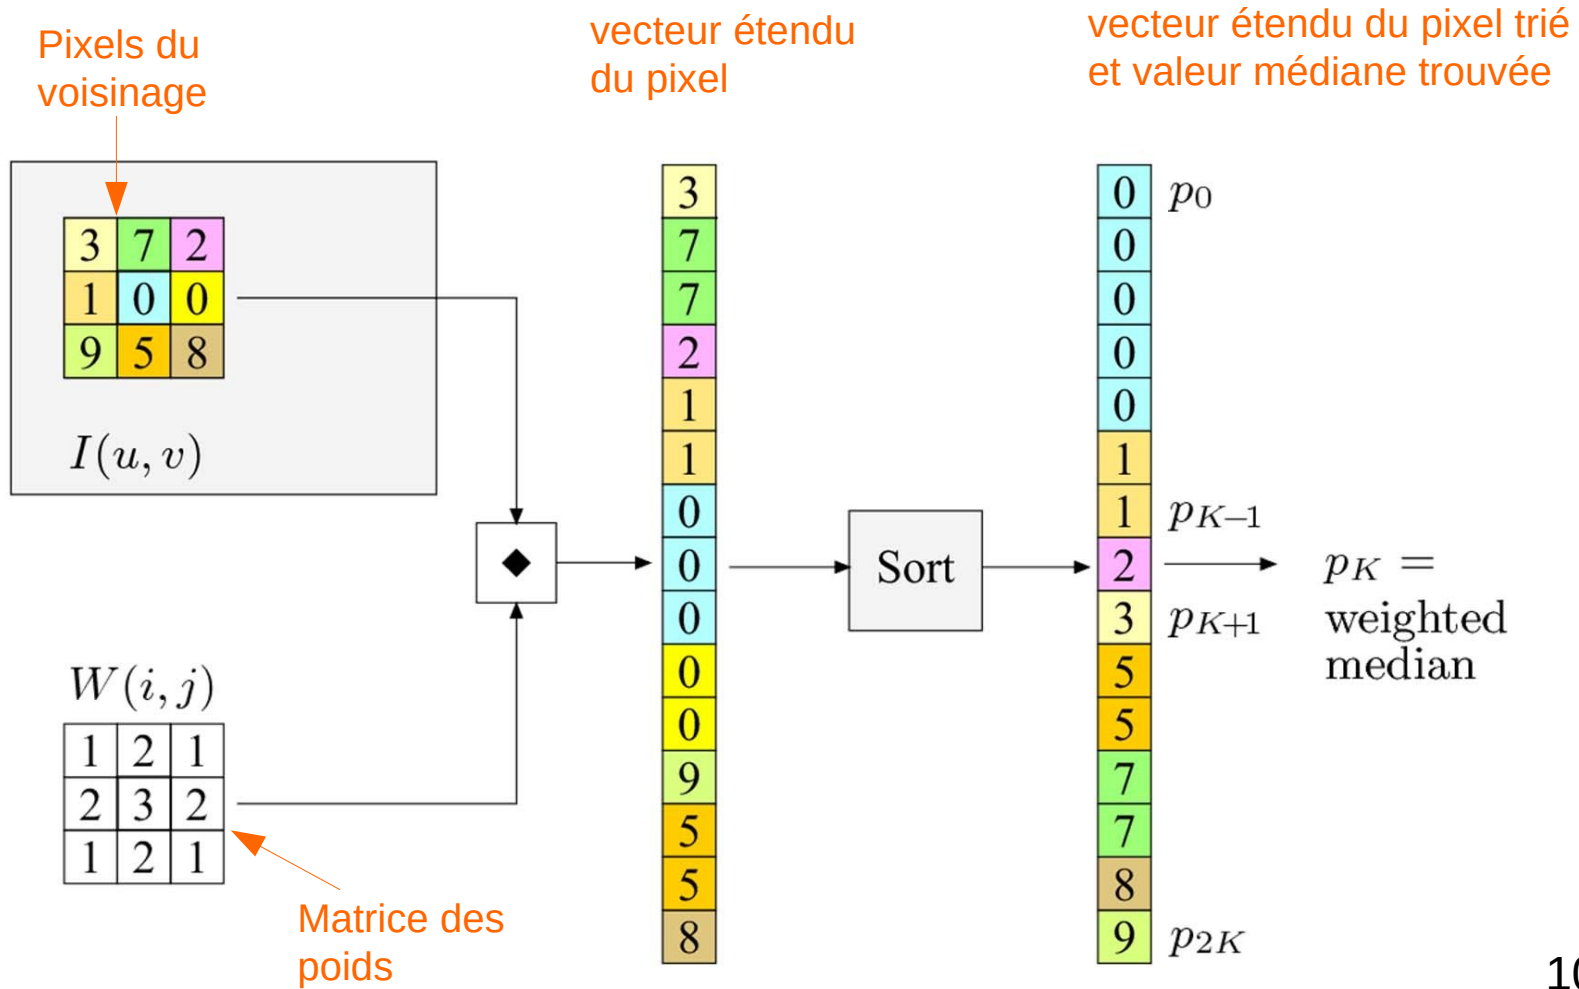 Pixels du
voisinage
vecteur étendu
du pixel
vecteur étendu du pixel trié
et valeur médiane trouvée
3 7 2
1 0 0
9 5 8
I(u, v)
W(i, j)
1 2 1
2 3 2
1 2 1
Matrice des
poids
◆
3
7
7
2
1
1
0
0
0
0
0
9
5
5
8
Sort
0 p0
0
0
0
0
1
1 pK−1
2
3 pK+1
5
5
7
7
8
9 p2K
pK =
weighted
median